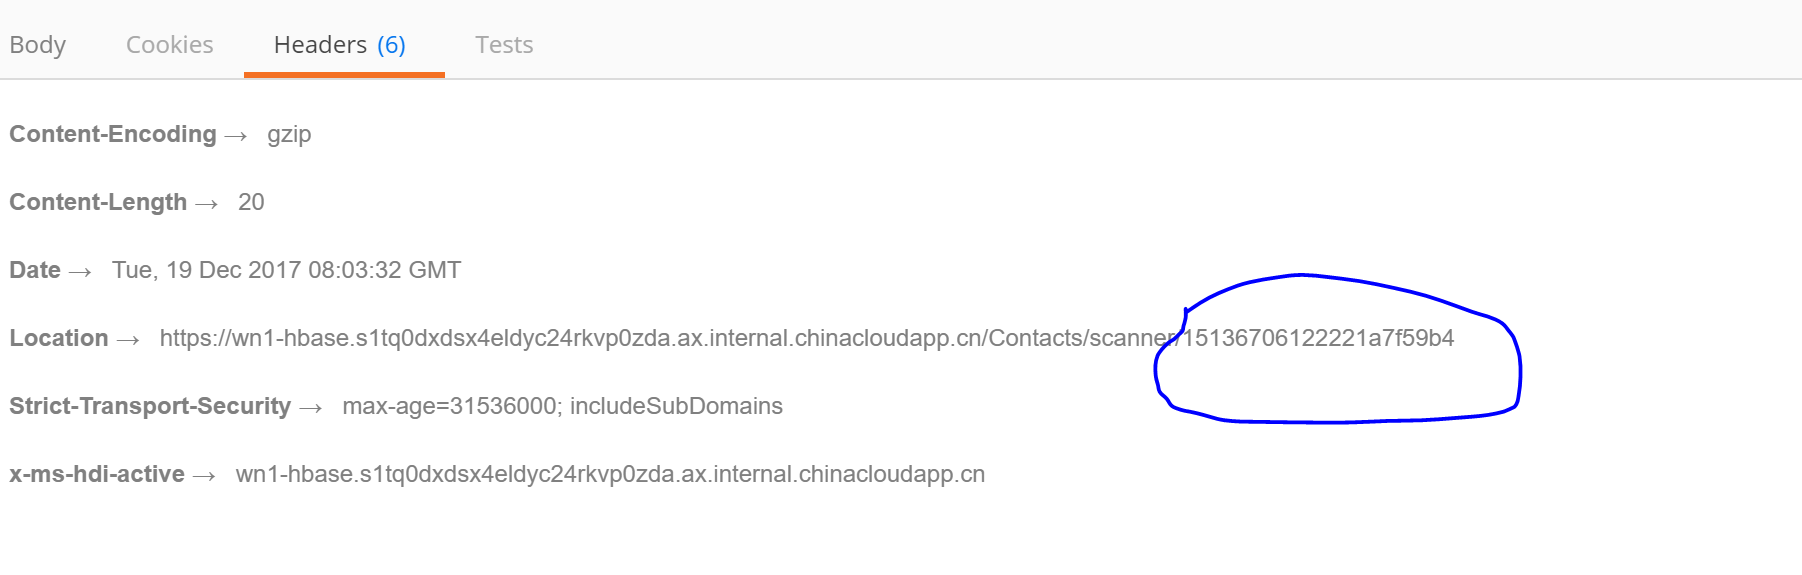 Body Cookies Headers (6) Tests
Content-Encoding → gzip
Content-Length → 20
Date → Tue, 19 Dec 2017 08:03:32 GMT
Location → https://wn1-hbase.s1tq0dxdsx4eldyc24rkvp0zda.ax.internal.chinacloudapp.cn/Contacts/scanner/15136706122221a7f59b4
Strict-Transport-Security → max-age=31536000; includeSubDomains
x-ms-hdi-active → wn1-hbase.s1tq0dxdsx4eldyc24rkvp0zda.ax.internal.chinacloudapp.cn